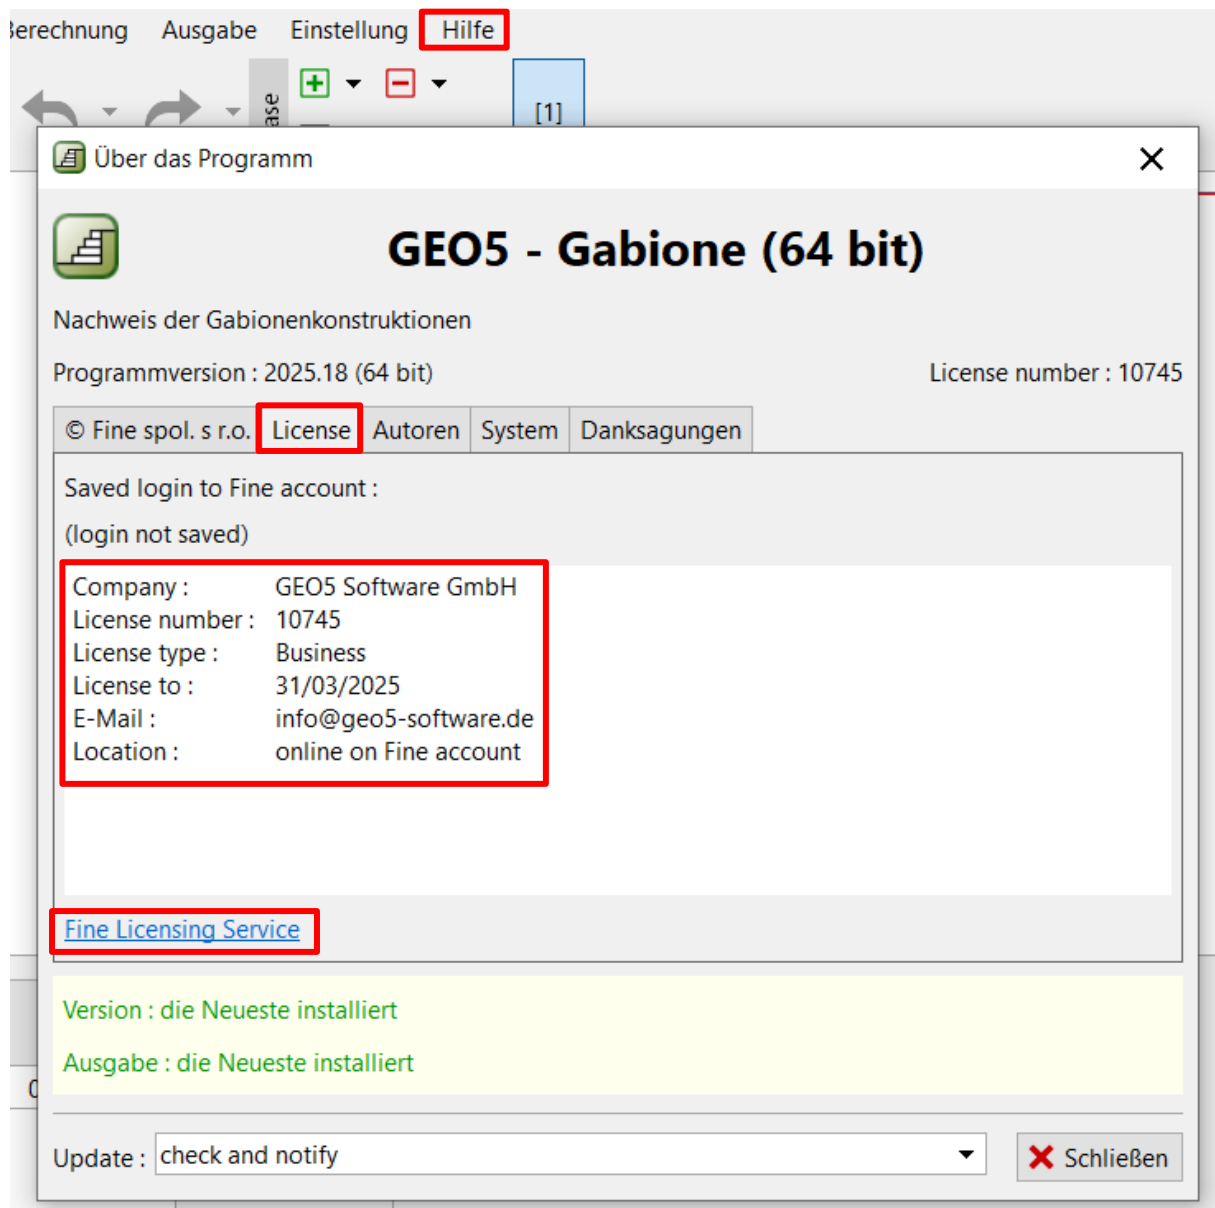 Berechnung Ausgabe Einstellung Hilfe
[1]
Über das Programm
GEO5 - Gabione (64 bit)
Nachweis der Gabionenkonstruktionen
Programmversion : 2025.18 (64 bit) License number : 10745
© Fine spol. s r.o. License Autoren System Danksagungen
Saved login to Fine account :
(login not saved)
Company : GEO5 Software GmbH
License number : 10745
License type : Business
License to : 31/03/2025
E-Mail : info@geo5-software.de
Location : online on Fine account
Fine Licensing Service
Version : die Neueste installiert
Ausgabe : die Neueste installiert
Update : check and notify Schließen